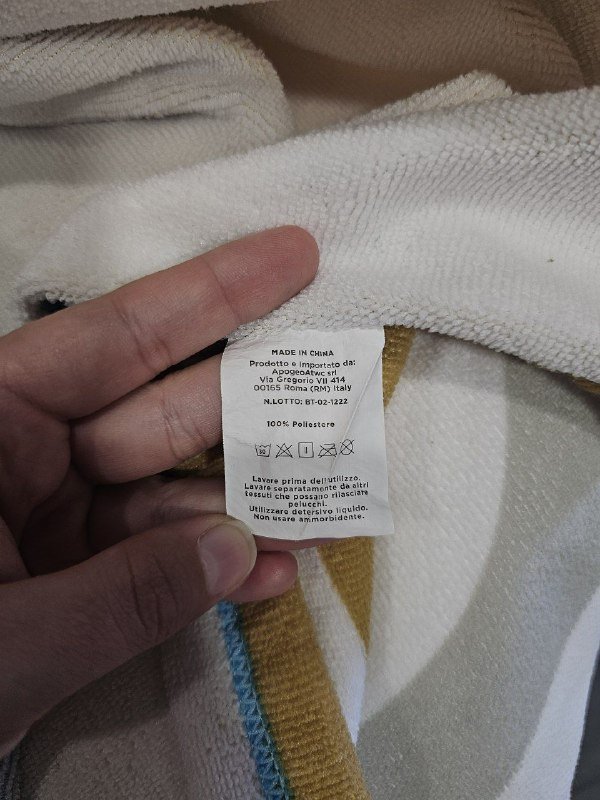 MADE IN CHINA
Prodotto e importato da:
ApogeoAtwc srl
Via Gregorio VII 414
00165 Roma (RM) Italy
N.LOTTO: BT-02-1222
100% Poliestere
30
Lavare prima dell'utilizzo.
Lavare separatamente da altri
tessuti che possano rilasciare
pelucchi.
Utilizzare detersivo liquido.
Non usare ammorbidente.